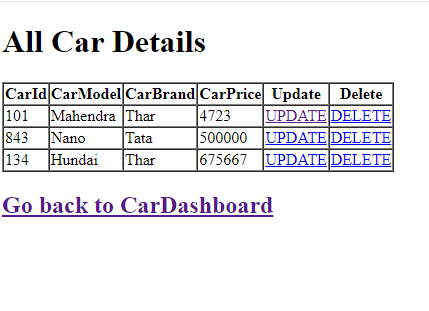 All Car Details
CarId CarModel CarBrand CarPrice Update Delete
101 Mahendra Thar 4723 UPDATE DELETE
843 Nano Tata 500000 UPDATE DELETE
134 Hundai Thar 675667 UPDATE DELETE
Go back to CarDashboard